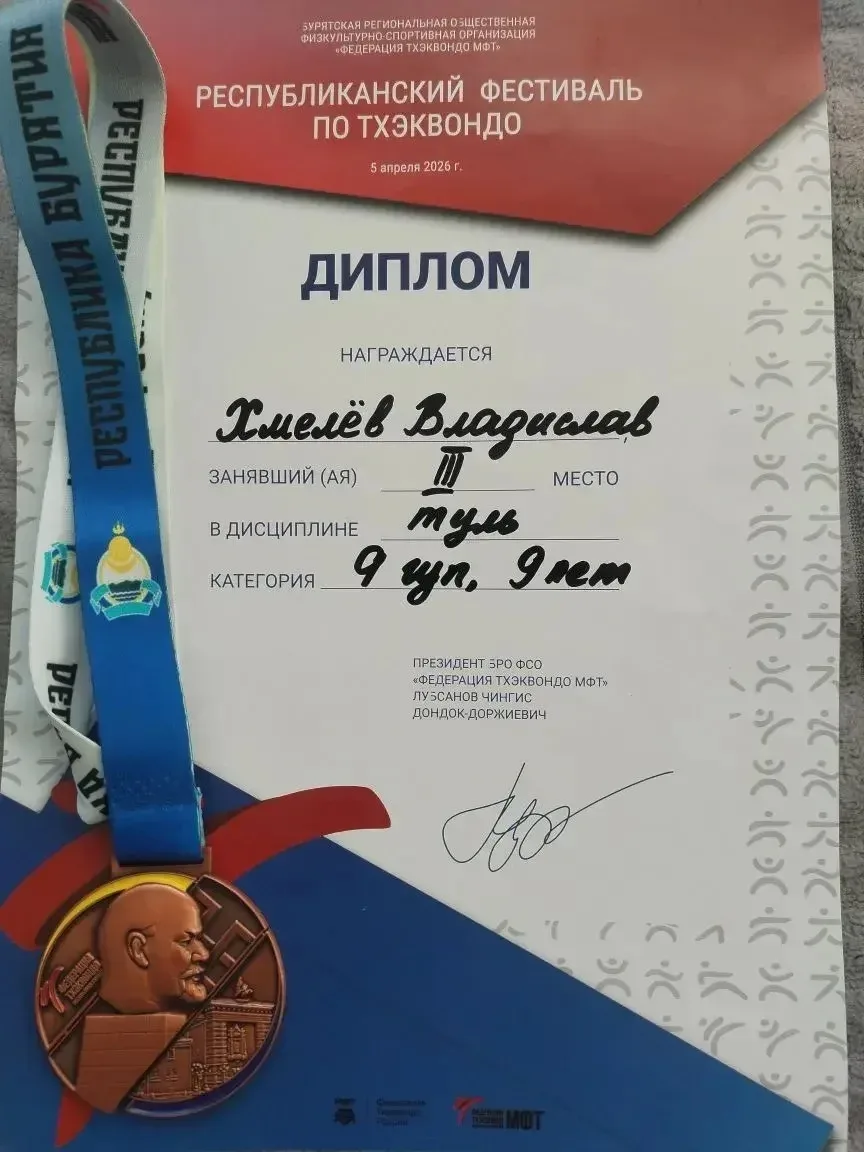 БУРЯТСКАЯ РЕГИОНАЛЬНАЯ ОБЩЕСТВЕННАЯ
ФИЗКУЛЬТУРНО-СПОРТИВНАЯ ОРГАНИЗАЦИЯ
«ФЕДЕРАЦИЯ ТХЭКВОНДО МФТ»
РЕСПУБЛИКАНСКИЙ ФЕСТИВАЛЬ
ПО ТХЭКВОНДО
5 апреля 2026 г.
ДИПЛОМ
НАГРАЖДАЕТСЯ
Хмелёв Владислав
ЗАНЯВШИЙ (АЯ) III МЕСТО
В ДИСЦИПЛИНЕ туль
КАТЕГОРИЯ 9 гуп, 9 лет
ПРЕЗИДЕНТ БРО ФСО
«ФЕДЕРАЦИЯ ТХЭКВОНДО МФТ»
ЛУБСАНОВ ЧИНГИС
ДОНДОК-ДОРЖИЕВИЧ
РЕСПУБЛИКА БУРЯТИЯ
ФЕДЕРАЦИЯ
ТХЭКВОНДО
МФТ